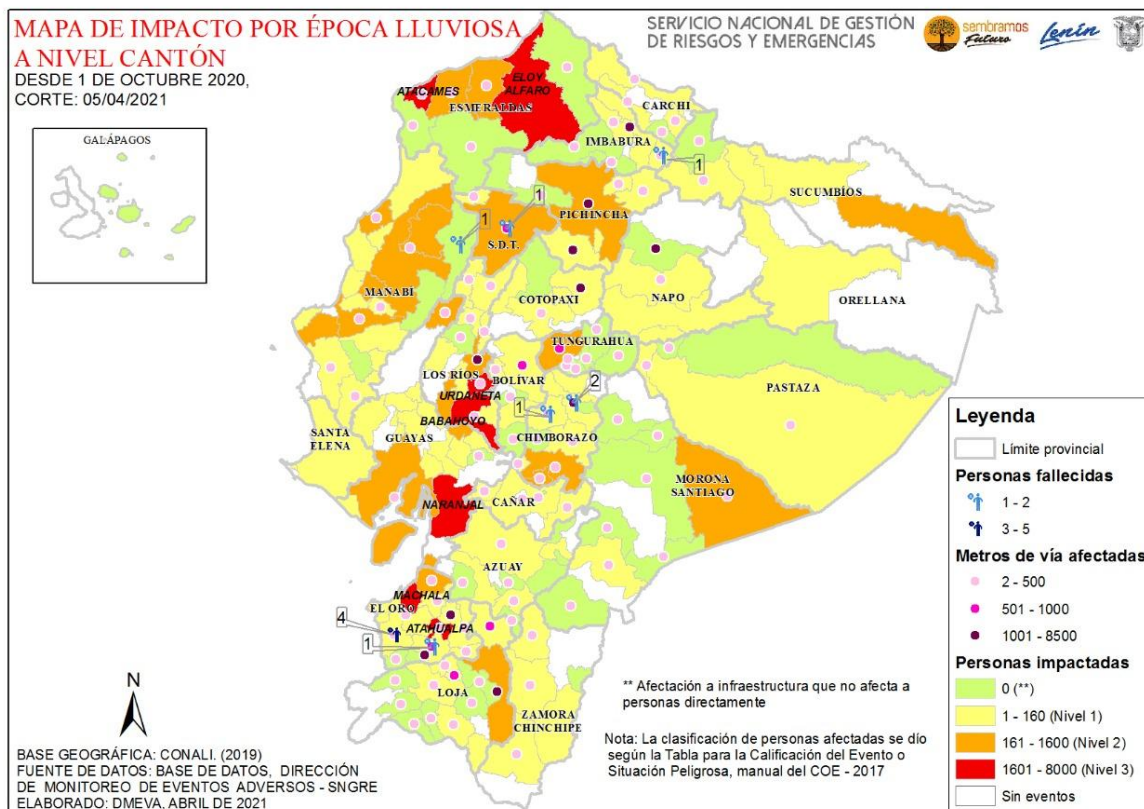 MAPA DE IMPACTO POR ÉPOCA LLUVIOSA
A NIVEL CANTÓN
DESDE 1 DE OCTUBRE 2020,
CORTE: 05/04/2021
SERVICIO NACIONAL DE GESTIÓN
DE RIESGOS Y EMERGENCIAS
sembramos
Futuro
Lenín
GALÁPAGOS
ATACAMES
ELOY
ALFARO
ESMERALDAS
CARCHI
IMBABURA
1
SUCUMBÍOS
1
PICHINCHA
1
S.D.T.
MANABÍ
COTOPAXI
NAPO
ORELLANA
TUNGURAHUA
LOS RÍOS
BOLÍVAR
2
PASTAZA
URDANETA
1
BABAHOYO
SANTA
ELENA
GUAYAS
CHIMBORAZO
MORONA
SANTIAGO
NARANJAL
CAÑAR
AZUAY
MACHALA
EL ORO
4
ATAHUALPA
1
LOJA
ZAMORA
CHINCHIPE
N
** Afectación a infraestructura que no afecta a
personas directamente
Nota: La clasificación de personas afectadas se dío
según la Tabla para la Calificación del Evento o
Situación Peligrosa, manual del COE - 2017
BASE GEOGRÁFICA: CONALI. (2019)
FUENTE DE DATOS: BASE DE DATOS, DIRECCIÓN
DE MONITOREO DE EVENTOS ADVERSOS - SNGRE
ELABORADO: DMEVA, ABRIL DE 2021
Leyenda
Límite provincial
Personas fallecidas
1 - 2
3 - 5
Metros de vía afectadas
2 - 500
501 - 1000
1001 - 8500
Personas impactadas
0 (**)
1 - 160 (Nivel 1)
161 - 1600 (Nivel 2)
1601 - 8000 (Nivel 3)
Sin eventos